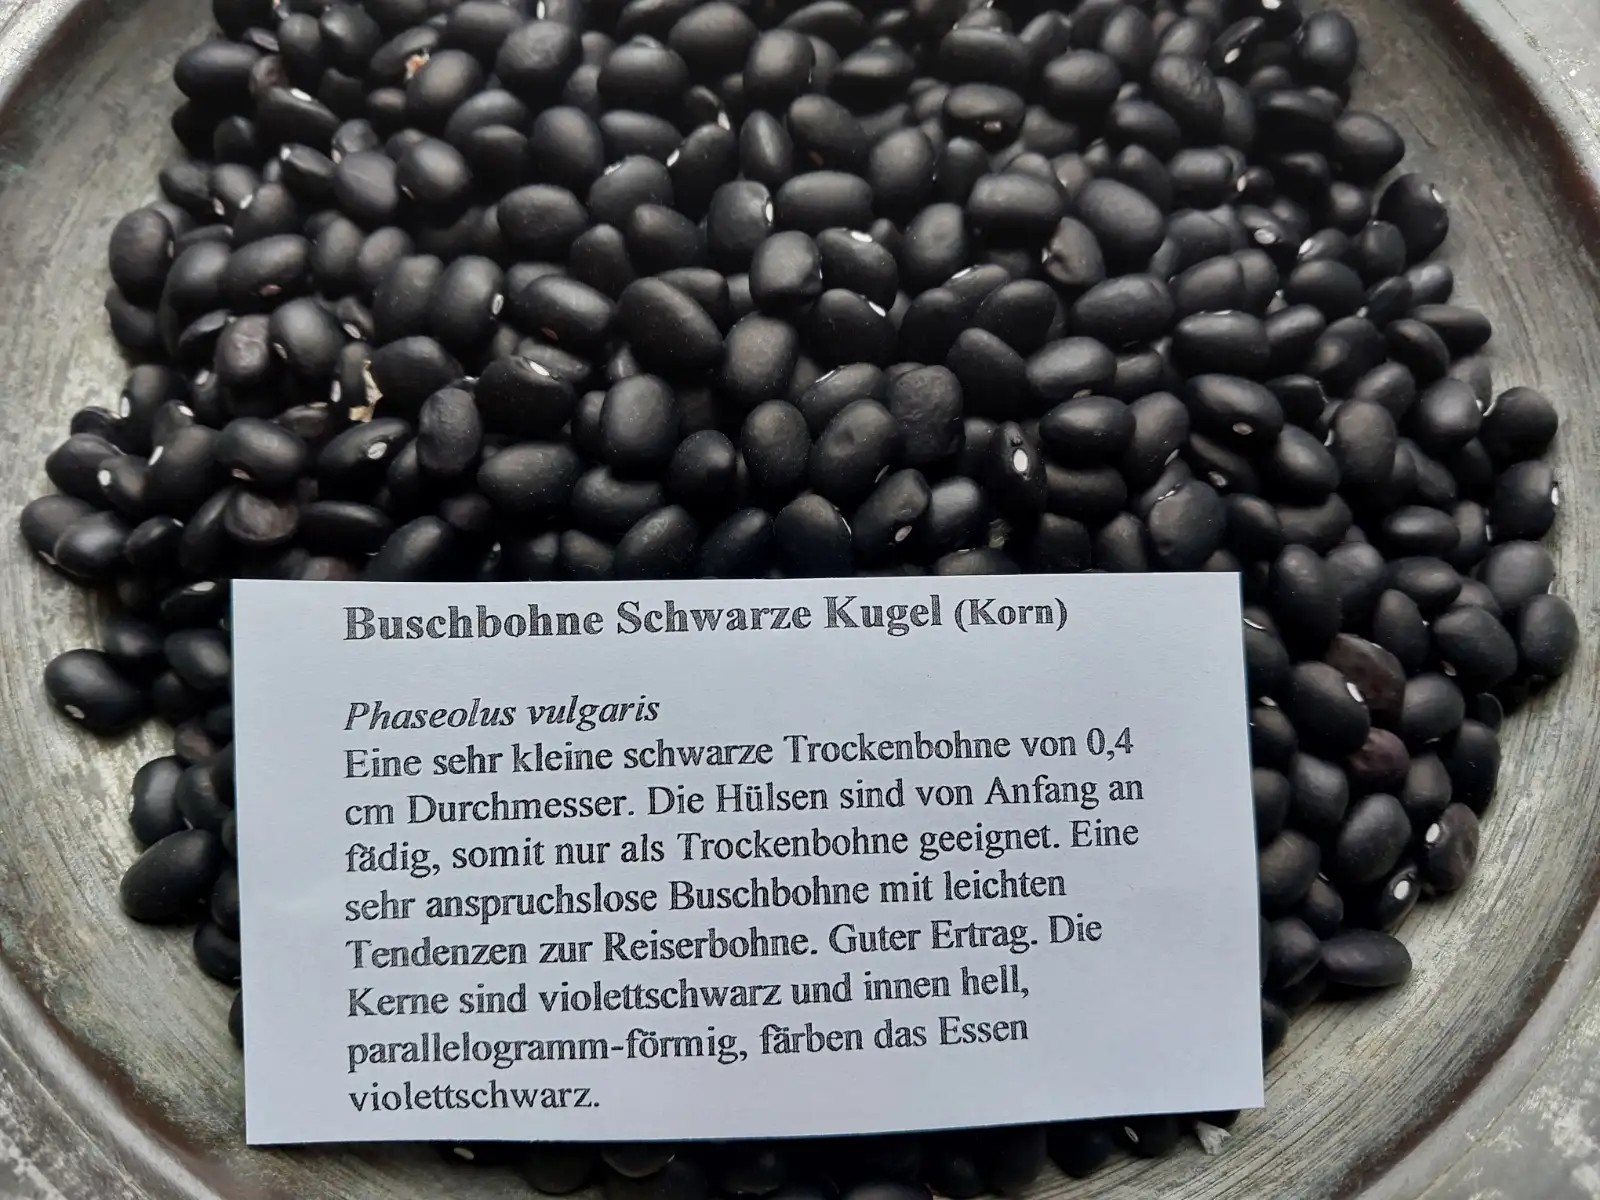 Buschbohne Schwarze Kugel (Korn)
Phaseolus vulgaris
Eine sehr kleine schwarze Trockenbohne von 0,4
cm Durchmesser. Die Hülsen sind von Anfang an
fädig, somit nur als Trockenbohne geeignet. Eine
sehr anspruchslose Buschbohne mit leichten
Tendenzen zur Reiserbohne. Guter Ertrag. Die
Kerne sind violettschwarz und innen hell,
parallelogramm-förmig, färben das Essen
violettschwarz.